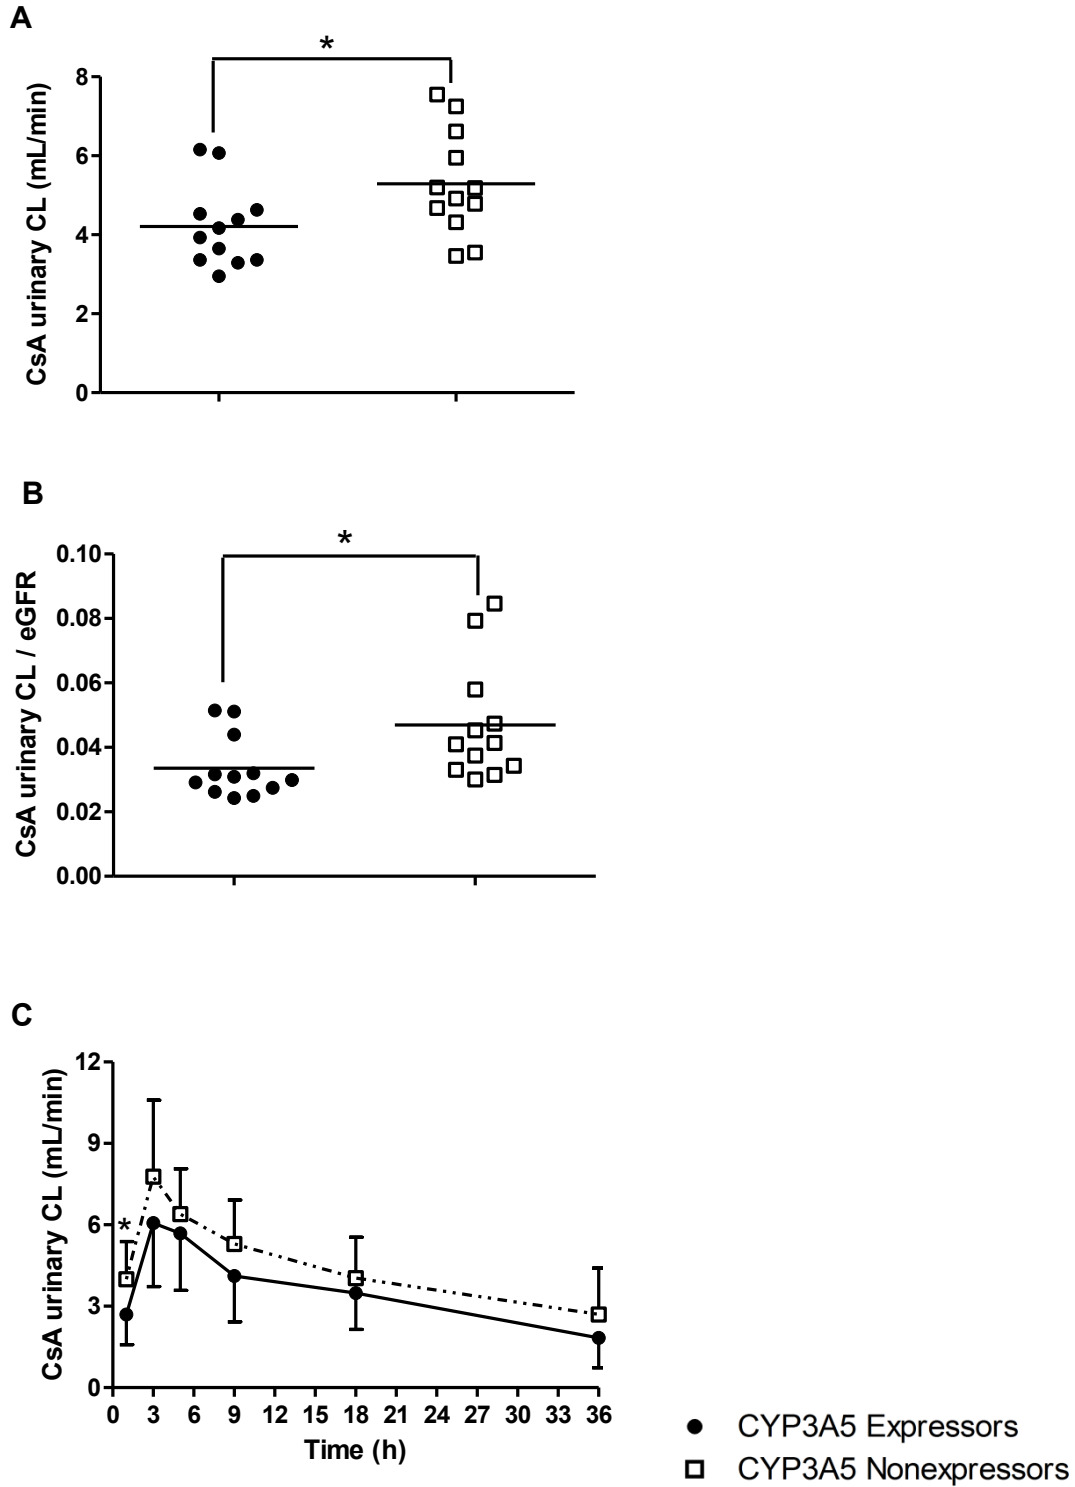 A
*
CsA urinary CL (mL/min)
8
6
4
2
0
B
*
CsA urinary CL / eGFR
0.10
0.08
0.06
0.04
0.02
0.00
C
CsA urinary CL (mL/min)
12
9
6
3
0
*
0 3 6 9 12 15 18 21 24 27 30 33 36
Time (h)
CYP3A5 Expressors
CYP3A5 Nonexpressors